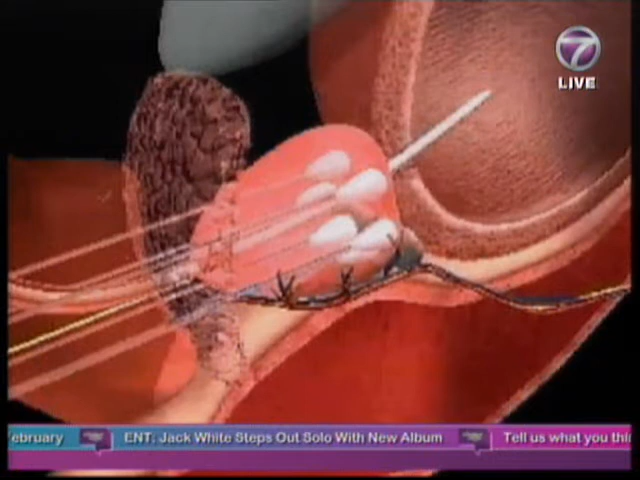 7
LIVE
ebruary
ENT: Jack White Steps Out Solo With New Album
Tell us what you thi